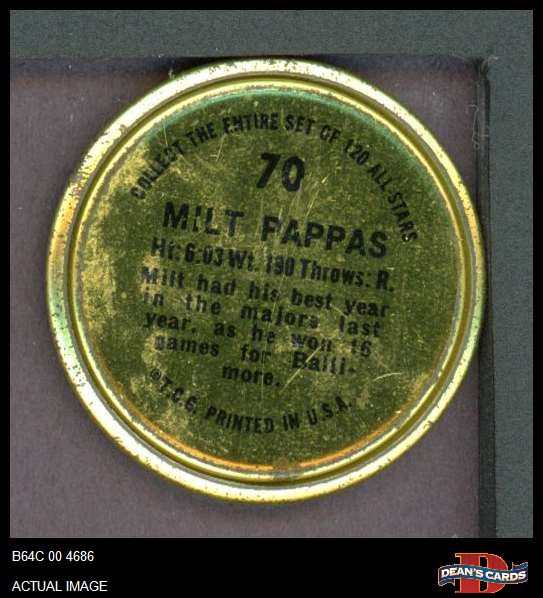 COLLECT THE ENTIRE SET OF 120 ALL STARS
70
MILT PAPPAS
Ht: 6.03 Wt. 190 Throws: R.
Milt had his best year
in the majors last
year, as he won 16
games for Balti-
more.
©T.C.G. PRINTED IN U.S.A.
B64C 00 4686
ACTUAL IMAGE
D
DEAN'S CARDS